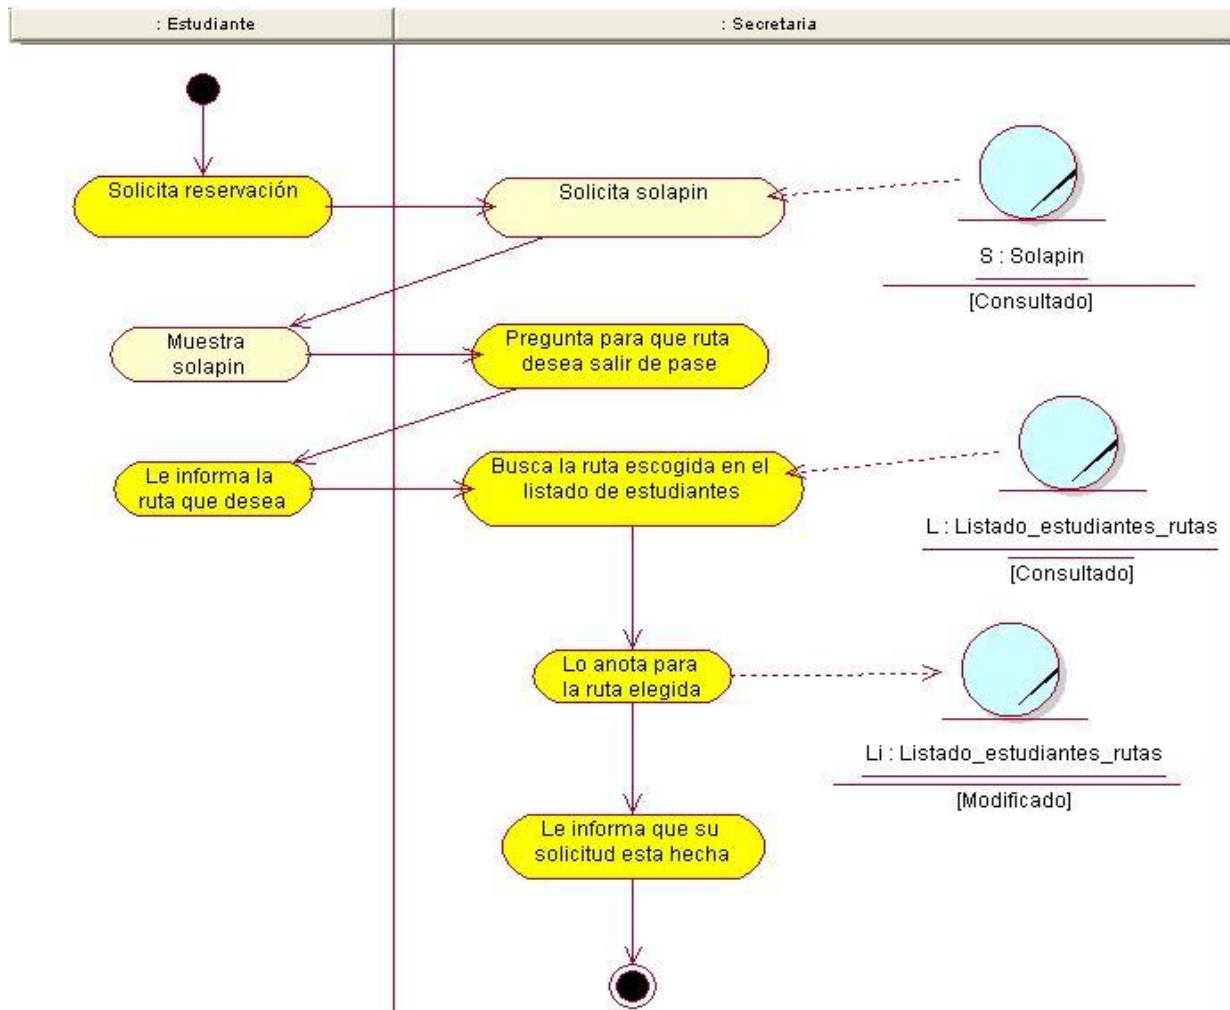 : Estudiante
: Secretaria
Solicita reservación
Solicita solapin
S : Solapin
[Consultado]
Muestra
solapin
Pregunta para que ruta
desea salir de pase
Le informa la
ruta que desea
Busca la ruta escogida en el
listado de estudiantes
L : Listado_estudiantes_rutas
[Consultado]
Lo anota para
la ruta elegida
Li : Listado_estudiantes_rutas
[Modificado]
Le informa que su
solicitud esta hecha